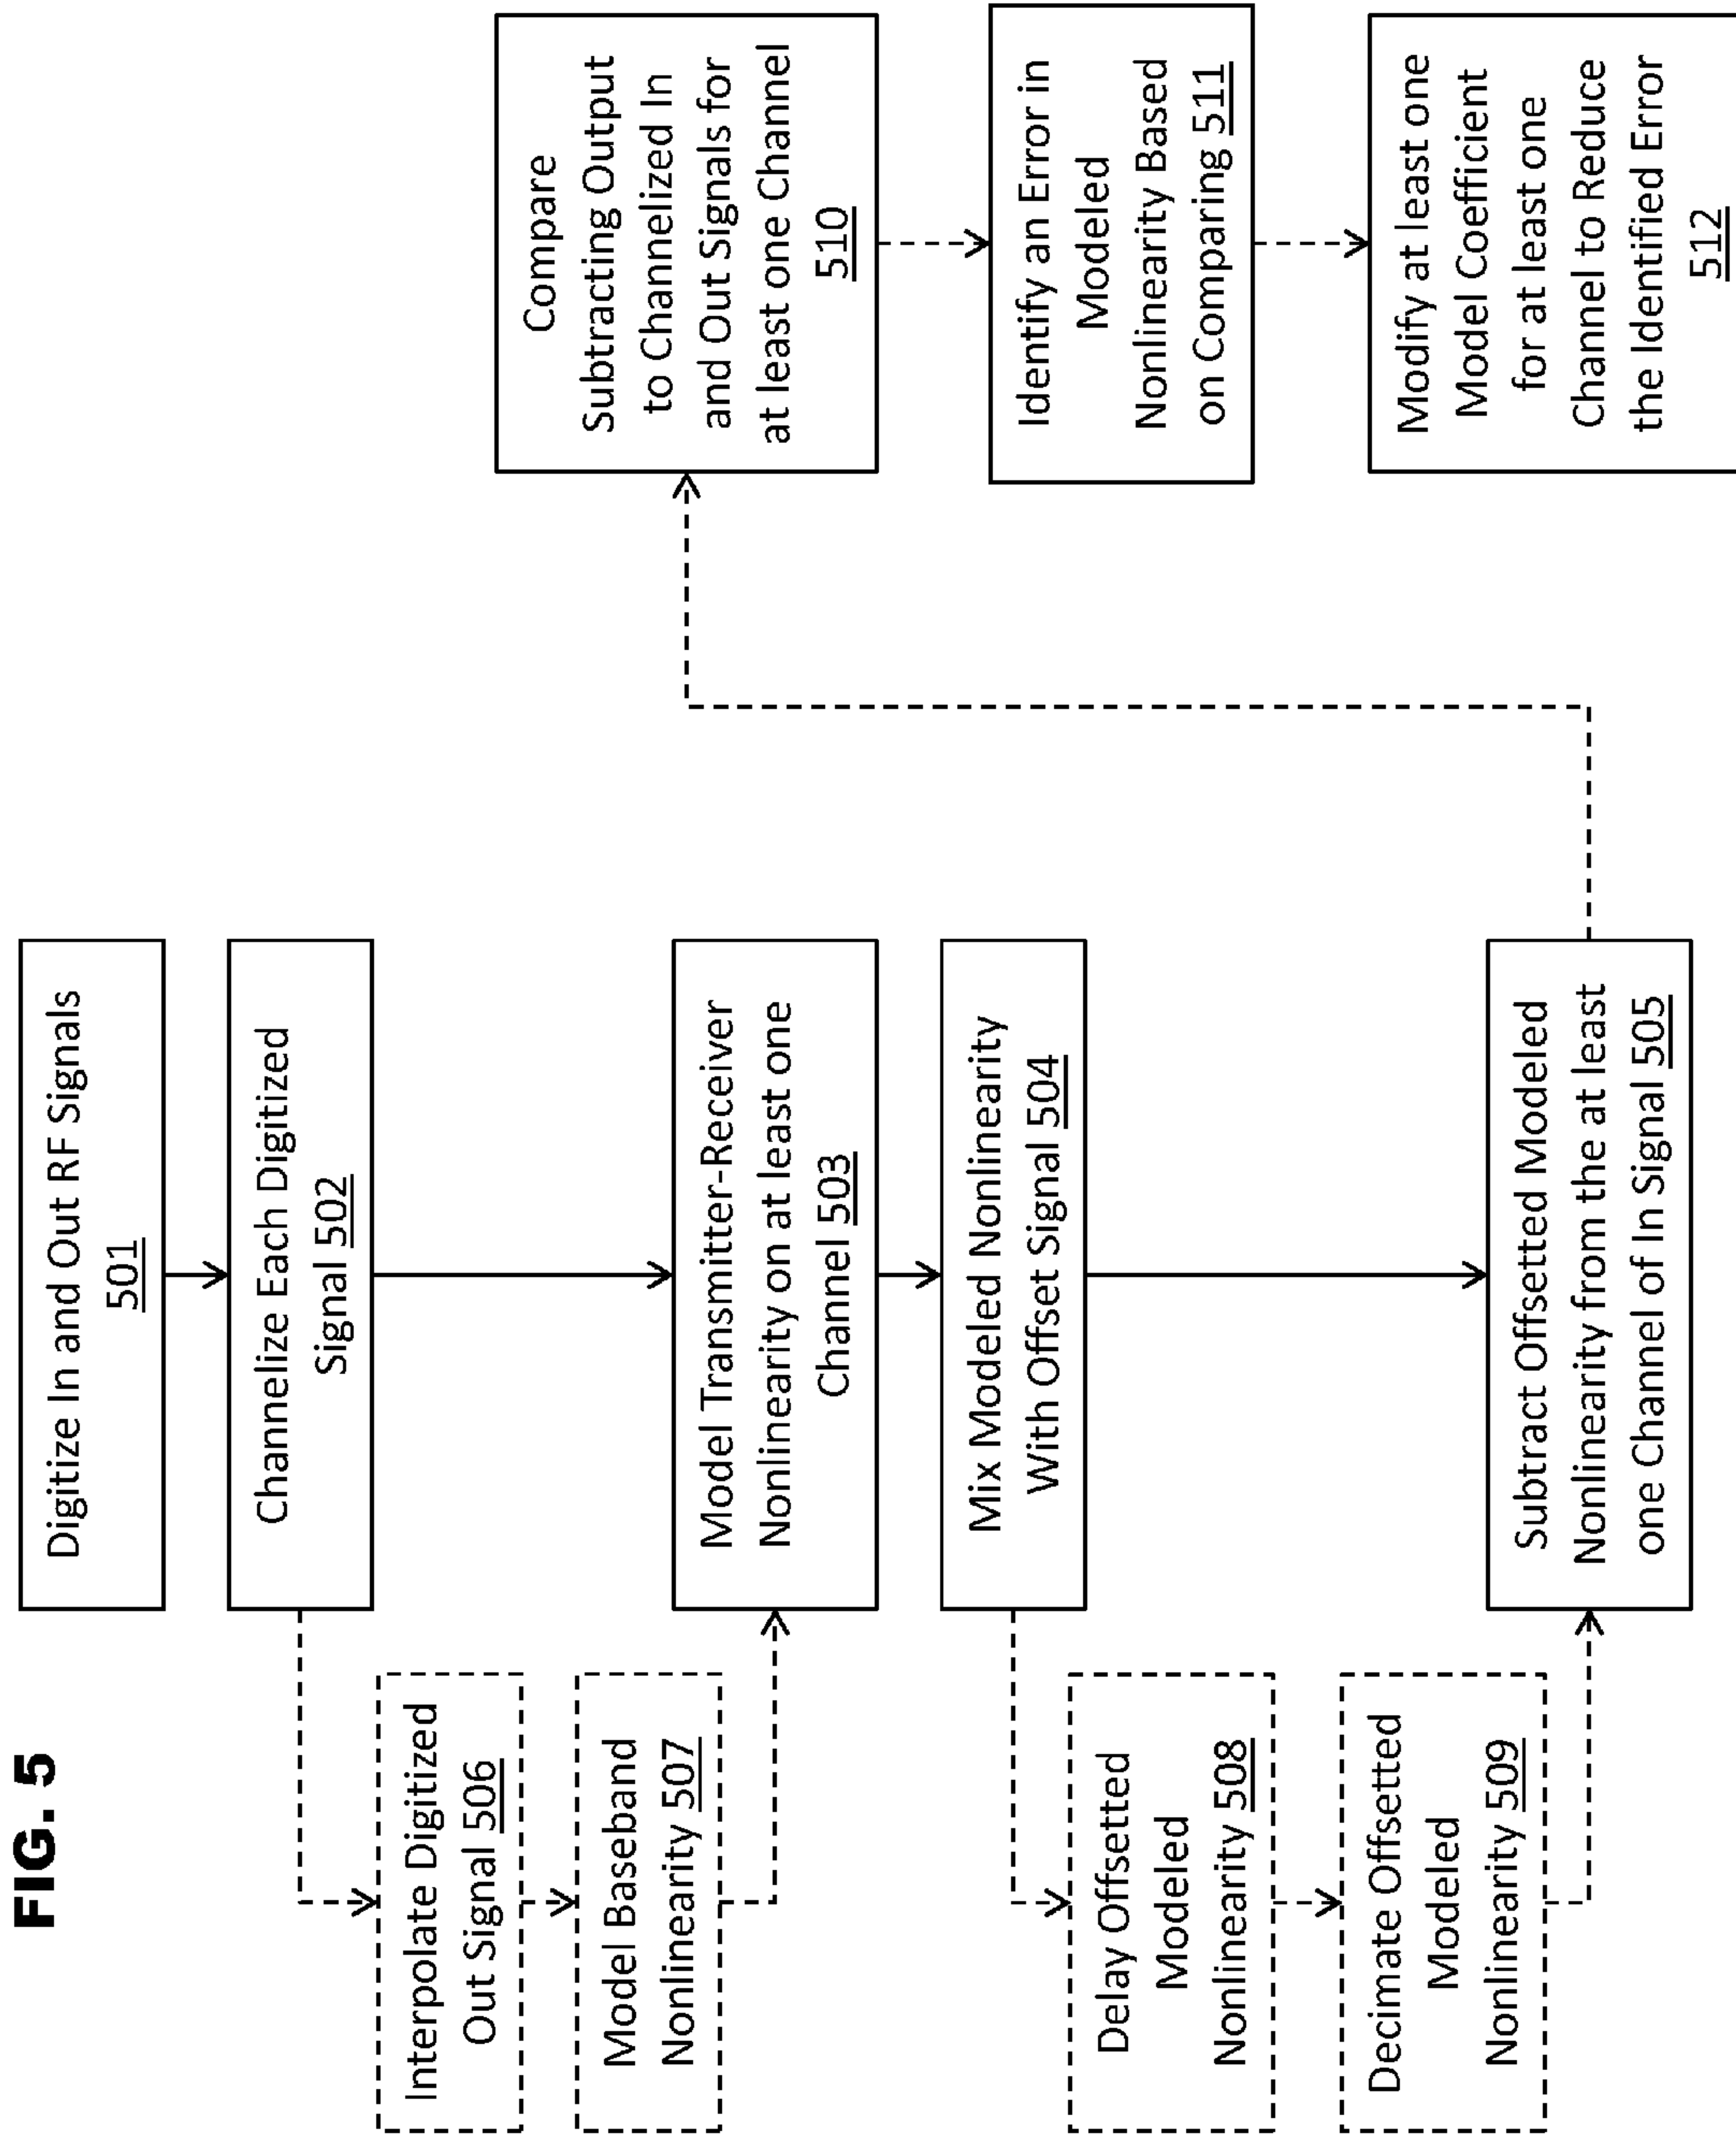 FIG. 5
Digitize In and Out RF Signals
501
Channelize Each Digitized
Signal 502
Interpolate Digitized
Out Signal 506
Model Baseband
Nonlinearity 507
Model Transmitter-Receiver
Nonlinearity on at least one
Channel 503
Mix Modeled Nonlinearity
With Offset Signal 504
Delay Offsetted
Modeled
Nonlinearity 508
Decimate Offsetted
Modeled
Nonlinearity 509
Subtract Offsetted Modeled
Nonlinearity from the at least
one Channel of In Signal 505
Compare
Subtracting Output
to Channelized In
and Out Signals for
at least one Channel
510
Identify an Error in
Modeled
Nonlinearity Based
on Comparing 511
Modify at least one
Model Coefficient
for at least one
Channel to Reduce
the Identified Error
512